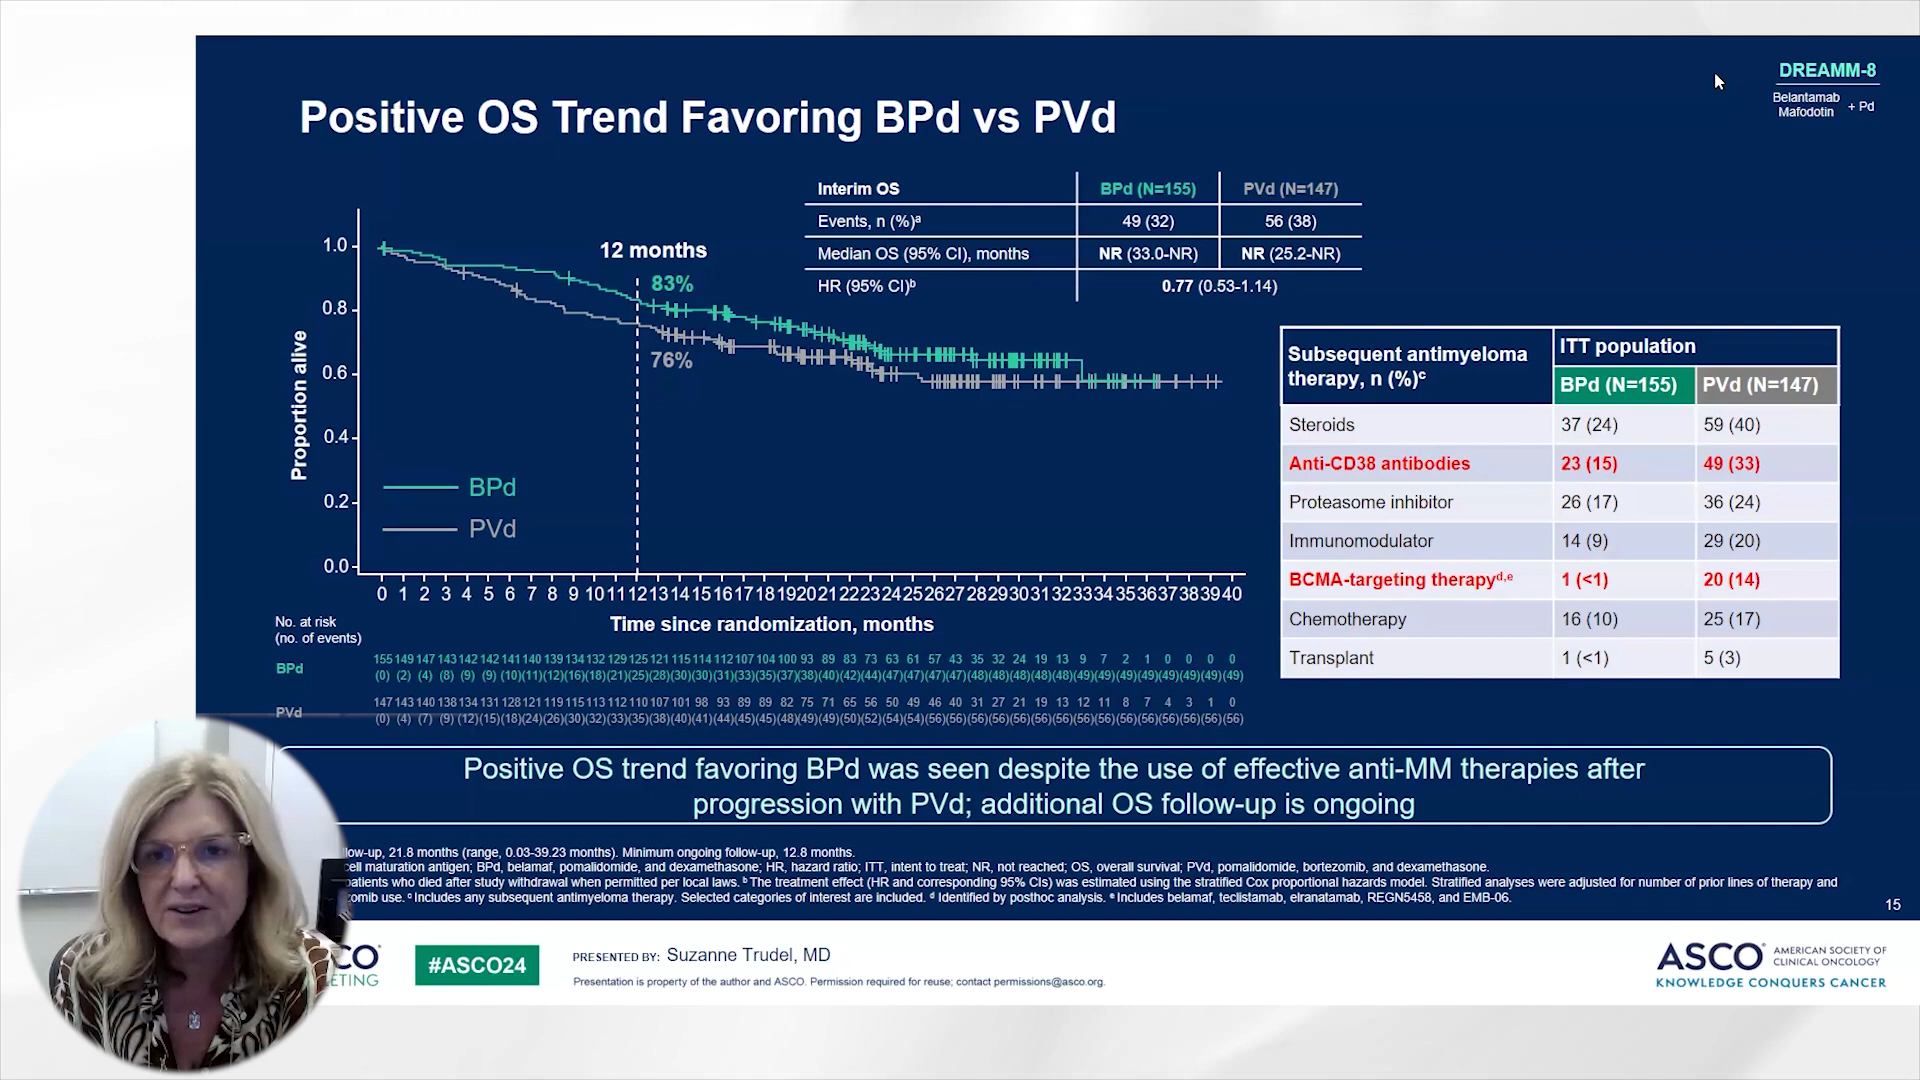 DREAMM-8
Belantamab
Mafodotin + Pd
Positive OS Trend Favoring BPd vs PVd
Interim OS BPd (N=155) PVd (N=147)
Events, n (%)ᵃ 49 (32) 56 (38)
Median OS (95% CI), months NR (33.0-NR) NR (25.2-NR)
HR (95% CI)ᵇ 0.77 (0.53-1.14)
12 months
83%
76%
Proportion alive
1.0
0.8
0.6
0.4
0.2
0.0
BPd
PVd
0 1 2 3 4 5 6 7 8 9 10 11 12 13 14 15 16 17 18 19 20 21 22 23 24 25 26 27 28 29 30 31 32 33 34 35 36 37 38 39 40
Time since randomization, months
No. at risk
(no. of events)
BPd 155 149 147 143 142 142 141 140 139 134 132 129 125 121 115 114 112 107 104 100 93 89 83 73 63 61 57 43 35 32 24 19 13 9 7 2 1 0 0 0 0
(0) (2) (4) (8) (9) (9) (10) (11) (12) (16) (18) (21) (25) (28) (30) (30) (31) (33) (35) (37) (38) (40) (42) (44) (47) (47) (47) (47) (48) (48) (48) (48) (48) (49) (49) (49) (49) (49) (49) (49) (49)
PVd 147 143 140 138 134 131 128 121 119 115 113 112 110 107 101 98 93 89 89 82 75 71 65 56 50 49 46 40 31 27 21 19 13 12 11 8 7 4 3 1 0
(0) (4) (7) (9) (12) (15) (18) (24) (26) (30) (32) (33) (35) (38) (40) (41) (44) (45) (45) (48) (49) (49) (50) (52) (54) (54) (56) (56) (56) (56) (56) (56) (56) (56) (56) (56) (56) (56) (56) (56) (56)
Subsequent antimyeloma therapy, n (%)ᶜ ITT population
BPd (N=155) PVd (N=147)
Steroids 37 (24) 59 (40)
Anti-CD38 antibodies 23 (15) 49 (33)
Proteasome inhibitor 26 (17) 36 (24)
Immunomodulator 14 (9) 29 (20)
BCMA-targeting therapyᵈ,ᵉ 1 (<1) 20 (14)
Chemotherapy 16 (10) 25 (17)
Transplant 1 (<1) 5 (3)
Positive OS trend favoring BPd was seen despite the use of effective anti-MM therapies after
progression with PVd; additional OS follow-up is ongoing
low-up, 21.8 months (range, 0.03-39.23 months). Minimum ongoing follow-up, 12.8 months.
cell maturation antigen; BPd, belamaf, pomalidomide, and dexamethasone; HR, hazard ratio; ITT, intent to treat; NR, not reached; OS, overall survival; PVd, pomalidomide, bortezomib, and dexamethasone.
patients who died after study withdrawal when permitted per local laws. ᵇ The treatment effect (HR and corresponding 95% CIs) was estimated using the stratified Cox proportional hazards model. Stratified analyses were adjusted for number of prior lines of therapy and
zomib use. ᶜ Includes any subsequent antimyeloma therapy. Selected categories of interest are included. ᵈ Identified by posthoc analysis. ᵉ Includes belamaf, teclistamab, elranatamab, REGN5458, and EMB-06.
15
CO®
ETING
#ASCO24
PRESENTED BY: Suzanne Trudel, MD
Presentation is property of the author and ASCO. Permission required for reuse; contact permissions@asco.org.
ASCO® AMERICAN SOCIETY OF
CLINICAL ONCOLOGY
KNOWLEDGE CONQUERS CANCER